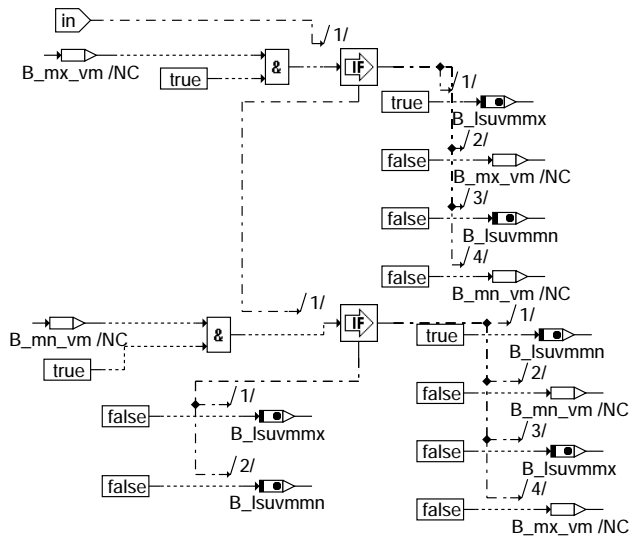 in
1/
B_mx_vm /NC
true
&
IF
1/
true
B_lsuvmmx
2/
false
B_mx_vm /NC
3/
false
B_lsuvmmn
4/
false
B_mn_vm /NC
1/
B_mn_vm /NC
true
&
IF
1/
true
B_lsuvmmn
2/
false
B_mn_vm /NC
3/
false
B_lsuvmmx
4/
false
B_mx_vm /NC
1/
false
B_lsuvmmx
2/
false
B_lsuvmmn